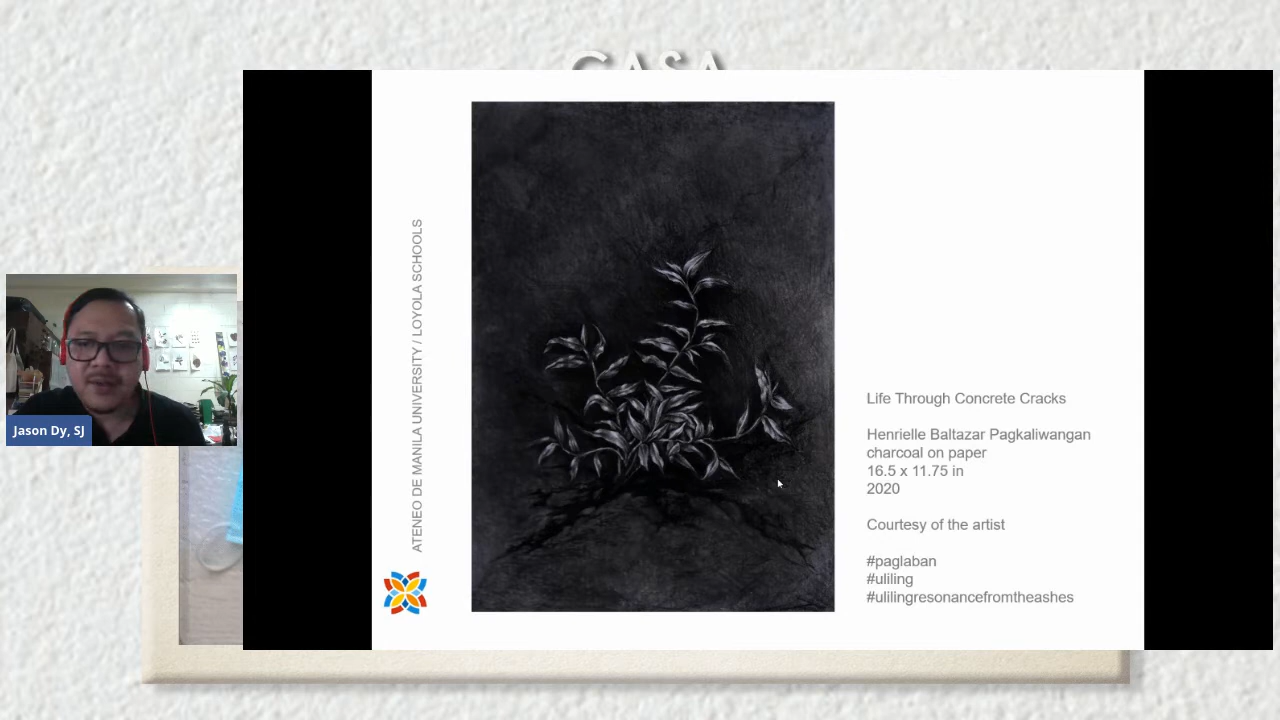 CASA
ATENEO DE MANILA UNIVERSITY / LOYOLA SCHOOLS
Jason Dy, SJ
Life Through Concrete Cracks
Henrielle Baltazar Pagkaliwangan
charcoal on paper
16.5 x 11.75 in
2020
Courtesy of the artist
#paglaban
#uliling
#ulilingresonancefromtheashes